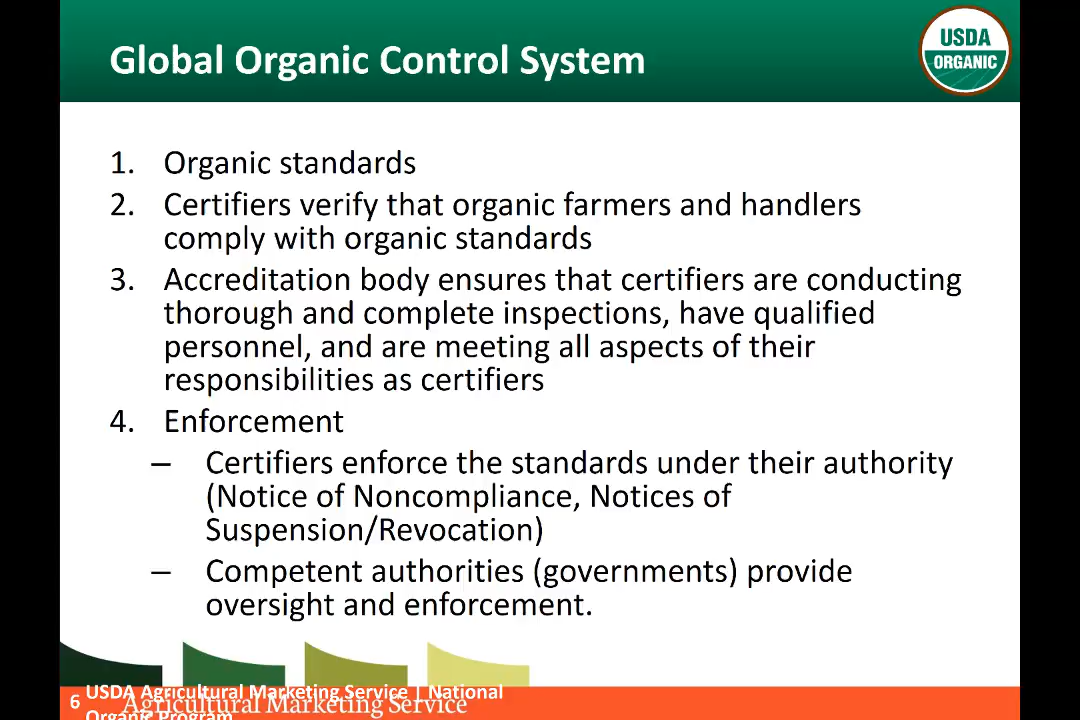 Global Organic Control System
USDA
ORGANIC
1. Organic standards
2. Certifiers verify that organic farmers and handlers
comply with organic standards
3. Accreditation body ensures that certifiers are conducting
thorough and complete inspections, have qualified
personnel, and are meeting all aspects of their
responsibilities as certifiers
4. Enforcement
– Certifiers enforce the standards under their authority
(Notice of Noncompliance, Notices of
Suspension/Revocation)
– Competent authorities (governments) provide
oversight and enforcement.
6
USDA Agricultural Marketing Service | National
Organic Program
Agricultural Marketing Service